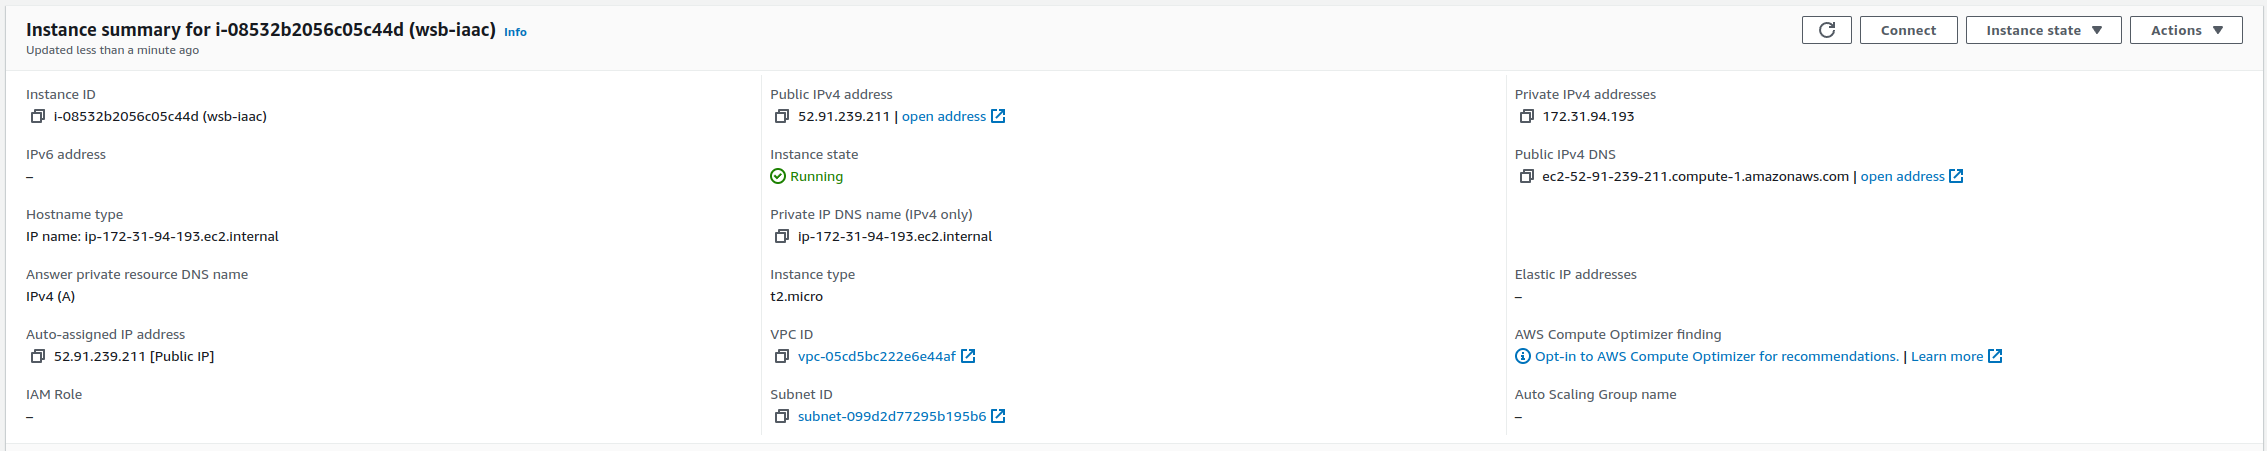 Instance summary for i-08532b2056c05c44d (wsb-iaac) Info
Updated less than a minute ago
Connect
Instance state
Actions
Instance ID
i-08532b2056c05c44d (wsb-iaac)
Public IPv4 address
52.91.239.211 | open address
Private IPv4 addresses
172.31.94.193
IPv6 address
–
Instance state
Running
Public IPv4 DNS
ec2-52-91-239-211.compute-1.amazonaws.com | open address
Hostname type
IP name: ip-172-31-94-193.ec2.internal
Private IP DNS name (IPv4 only)
ip-172-31-94-193.ec2.internal
Answer private resource DNS name
IPv4 (A)
Instance type
t2.micro
Elastic IP addresses
–
Auto-assigned IP address
52.91.239.211 [Public IP]
VPC ID
vpc-05cd5bc222e6e44af
AWS Compute Optimizer finding
Opt-in to AWS Compute Optimizer for recommendations. | Learn more
IAM Role
–
Subnet ID
subnet-099d2d77295b195b6
Auto Scaling Group name
–